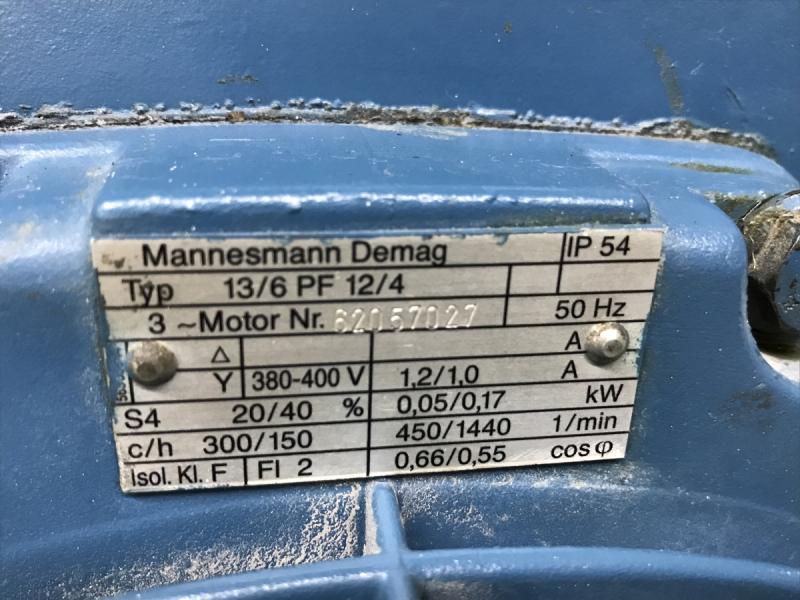 Mannesmann Demag IP 54
Typ 13/6 PF 12/4
3 ~Motor Nr. 62057027 50 Hz
Δ A
Y 380-400 V 1,2/1,0 A
S4 20/40 % 0,05/0,17 kW
c/h 300/150 450/1440 1/min
Isol. Kl. F FI 2 0,66/0,55 cos φ